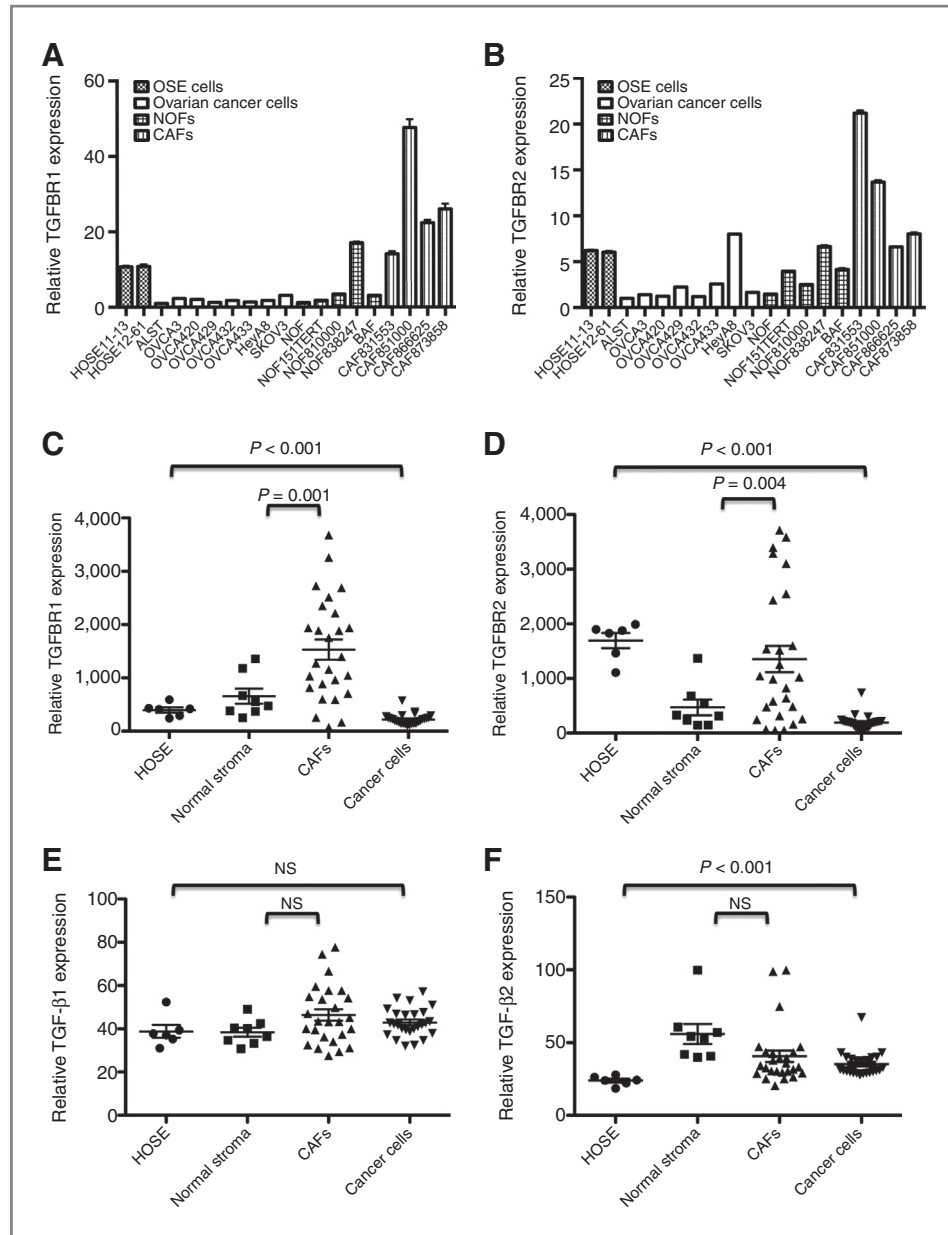 A
Relative TGFBR1 expression
60
40
20
0
OSE cells
Ovarian cancer cells
NOFs
CAFs
HOSE11-13
HOSE12-61
ALST
OVCA3
OVCA420
OVCA429
OVCA432
OVCA433
HeyA8
SKOV3
NOF
NOF151TERT
NOF810000
NOF838247
BAF
CAF831553
CAF851000
CAF866625
CAF873858
B
Relative TGFBR2 expression
25
20
15
10
5
0
OSE cells
Ovarian cancer cells
NOFs
CAFs
HOSE11-13
HOSE12-61
ALST
OVCA3
OVCA420
OVCA429
OVCA432
OVCA433
HeyA8
SKOV3
NOF
NOF151TERT
NOF810000
NOF838247
BAF
CAF831553
CAF851000
CAF866625
CAF873858
C
P < 0.001
P = 0.001
Relative TGFBR1 expression
4,000
3,000
2,000
1,000
0
HOSE
Normal stroma
CAFs
Cancer cells
D
P < 0.001
P = 0.004
Relative TGFBR2 expression
4,000
3,000
2,000
1,000
0
HOSE
Normal stroma
CAFs
Cancer cells
E
NS
NS
Relative TGF-β1 expression
100
80
60
40
20
0
HOSE
Normal stroma
CAFs
Cancer cells
F
P < 0.001
NS
Relative TGF-β2 expression
150
100
50
0
HOSE
Normal stroma
CAFs
Cancer cells